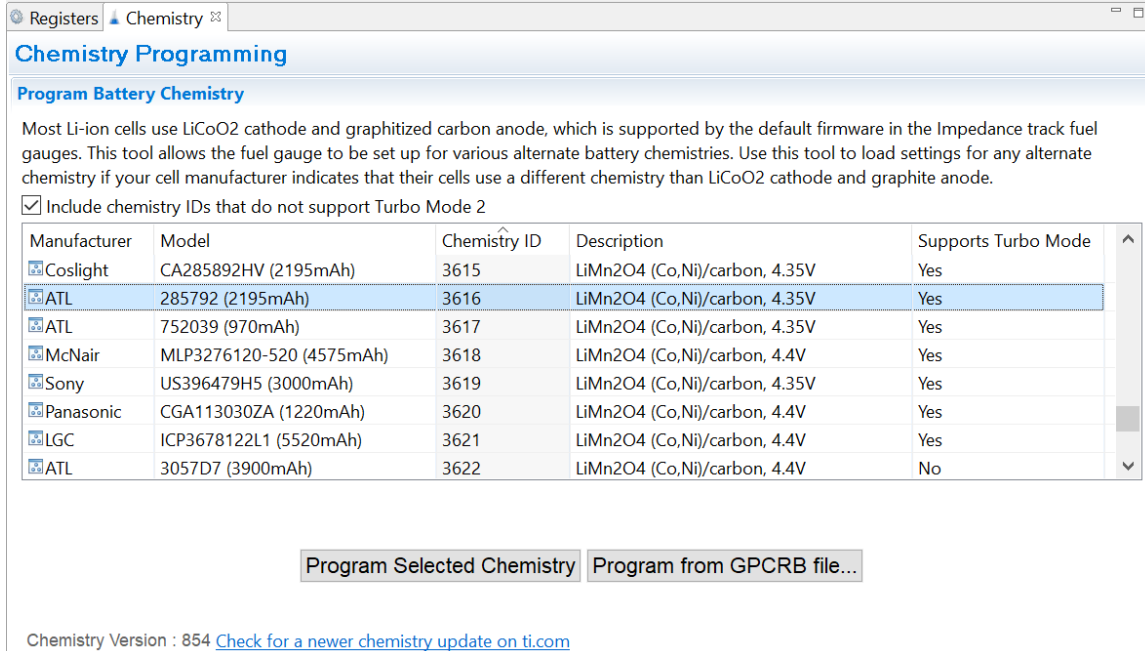 Registers Chemistry
Chemistry Programming
Program Battery Chemistry
Most Li-ion cells use LiCoO2 cathode and graphitized carbon anode, which is supported by the default firmware in the Impedance track fuel
gauges. This tool allows the fuel gauge to be set up for various alternate battery chemistries. Use this tool to load settings for any alternate
chemistry if your cell manufacturer indicates that their cells use a different chemistry than LiCoO2 cathode and graphite anode.
Include chemistry IDs that do not support Turbo Mode 2
Manufacturer Model Chemistry ID Description Supports Turbo Mode
Coslight CA285892HV (2195mAh) 3615 LiMn2O4 (Co,Ni)/carbon, 4.35V Yes
ATL 285792 (2195mAh) 3616 LiMn2O4 (Co,Ni)/carbon, 4.35V Yes
ATL 752039 (970mAh) 3617 LiMn2O4 (Co,Ni)/carbon, 4.35V Yes
McNair MLP3276120-520 (4575mAh) 3618 LiMn2O4 (Co,Ni)/carbon, 4.4V Yes
Sony US396479H5 (3000mAh) 3619 LiMn2O4 (Co,Ni)/carbon, 4.35V Yes
Panasonic CGA113030ZA (1220mAh) 3620 LiMn2O4 (Co,Ni)/carbon, 4.4V Yes
LGC ICP3678122L1 (5520mAh) 3621 LiMn2O4 (Co,Ni)/carbon, 4.4V Yes
ATL 3057D7 (3900mAh) 3622 LiMn2O4 (Co,Ni)/carbon, 4.4V No
Program Selected Chemistry Program from GPCRB file...
Chemistry Version : 854 Check for a newer chemistry update on ti.com